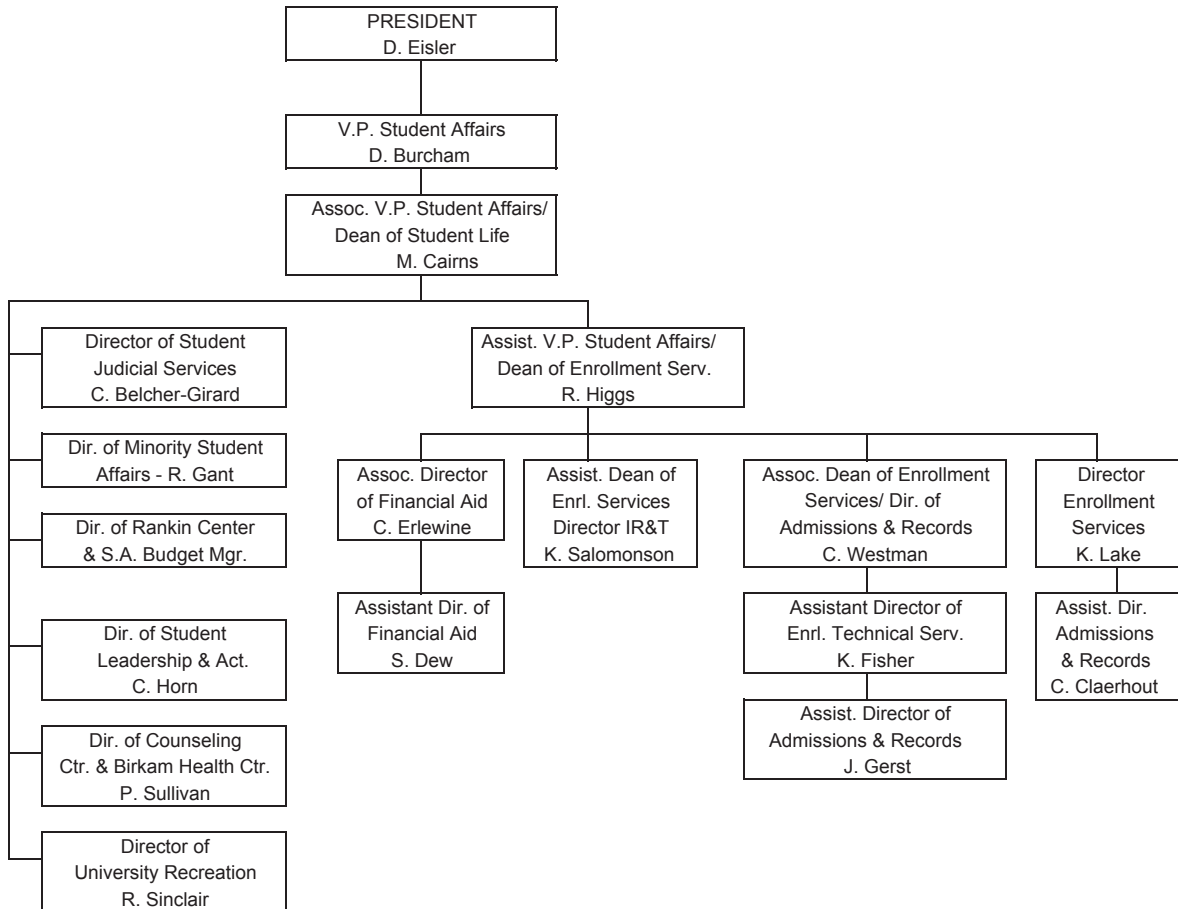 PRESIDENT
D. Eisler
V.P. Student Affairs
D. Burcham
Assoc. V.P. Student Affairs/
Dean of Student Life
M. Cairns
Director of Student
Judicial Services
C. Belcher-Girard
Dir. of Minority Student
Affairs - R. Gant
Dir. of Rankin Center
& S.A. Budget Mgr.
Dir. of Student
Leadership & Act.
C. Horn
Dir. of Counseling
Ctr. & Birkam Health Ctr.
P. Sullivan
Director of
University Recreation
R. Sinclair
Assist. V.P. Student Affairs/
Dean of Enrollment Serv.
R. Higgs
Assoc. Director
of Financial Aid
C. Erlewine
Assistant Dir. of
Financial Aid
S. Dew
Assist. Dean of
Enrl. Services
Director IR&T
K. Salomonson
Assoc. Dean of Enrollment
Services/ Dir. of
Admissions & Records
C. Westman
Assistant Director of
Enrl. Technical Serv.
K. Fisher
Assist. Director of
Admissions & Records
J. Gerst
Director
Enrollment
Services
K. Lake
Assist. Dir.
Admissions
& Records
C. Claerhout